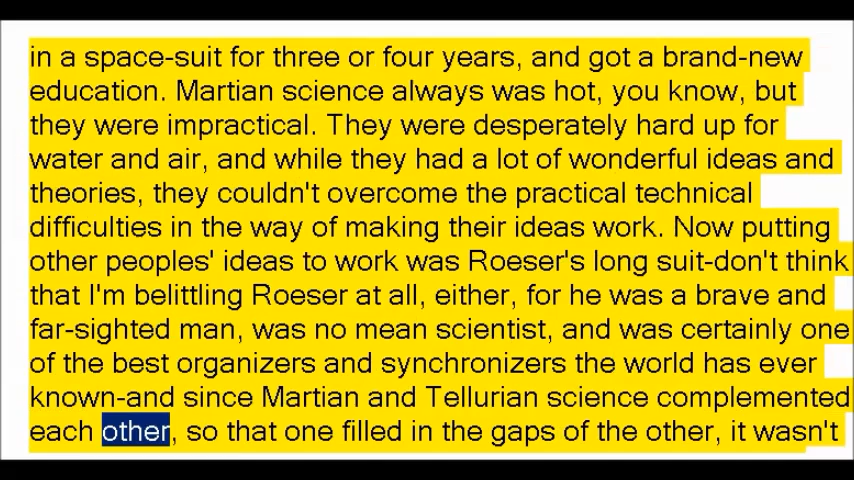 in a space-suit for three or four years, and got a brand-new
education. Martian science always was hot, you know, but
they were impractical. They were desperately hard up for
water and air, and while they had a lot of wonderful ideas and
theories, they couldn't overcome the practical technical
difficulties in the way of making their ideas work. Now putting
other peoples' ideas to work was Roeser's long suit-don't think
that I'm belittling Roeser at all, either, for he was a brave and
far-sighted man, was no mean scientist, and was certainly one
of the best organizers and synchronizers the world has ever
known-and since Martian and Tellurian science complemented
each other, so that one filled in the gaps of the other, it wasn't